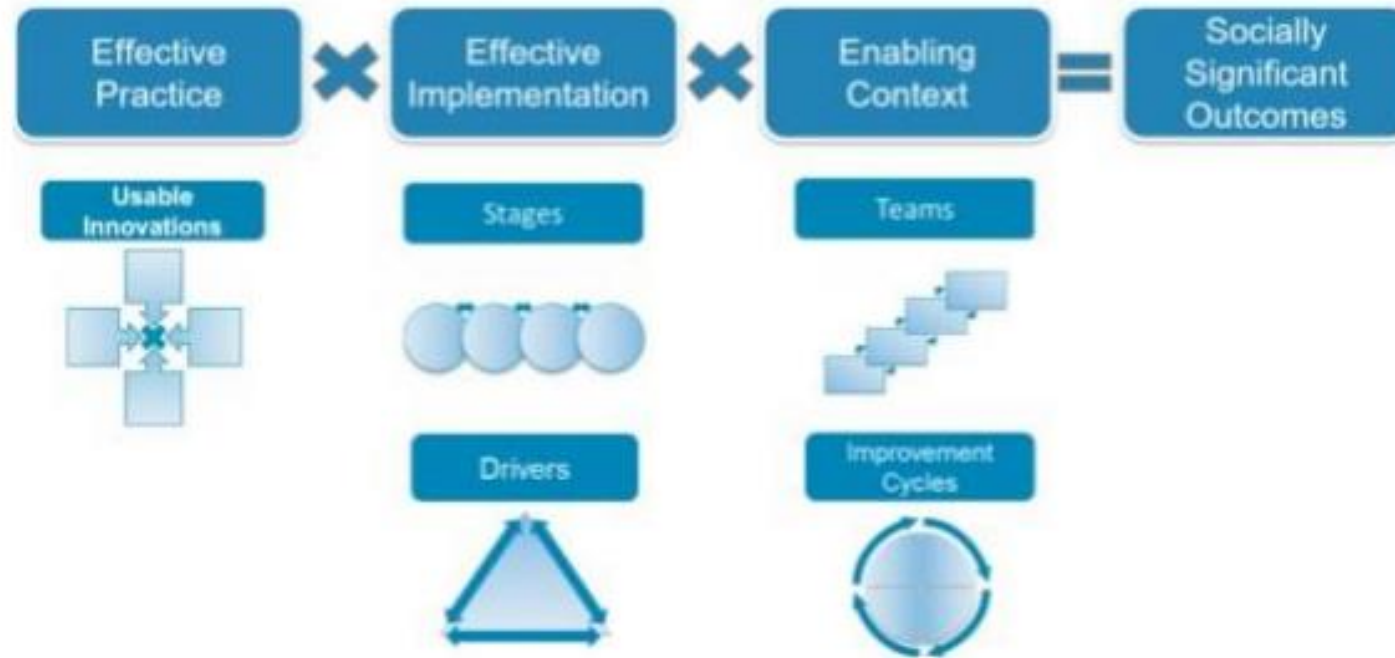 Effective
Practice
Effective
Implementation
Enabling
Context
Socially
Significant
Outcomes
Usable
Innovations
Stages
Teams
Drivers
Improvement
Cycles